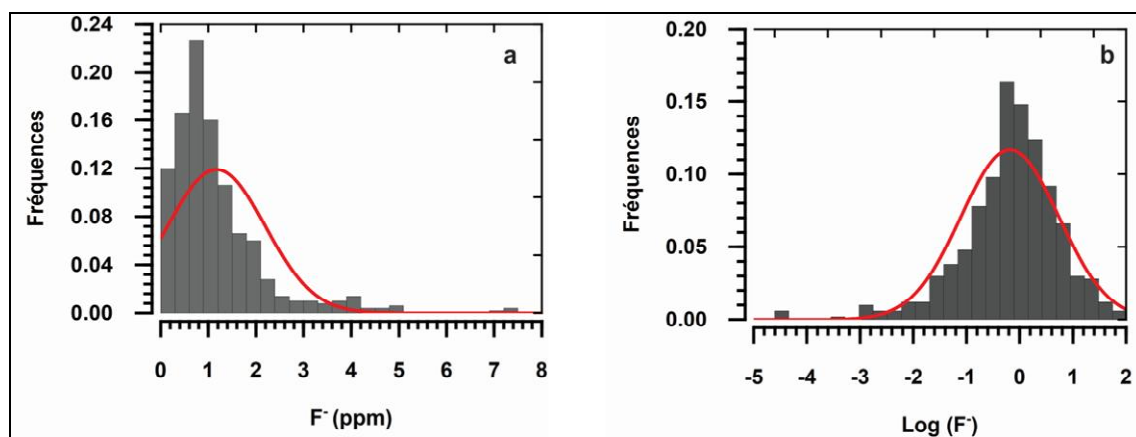 a
Fréquences
0.24
0.20
0.16
0.12
0.08
0.04
0.00
0 1 2 3 4 5 6 7 8
F- (ppm)
b
Fréquences
0.20
0.15
0.10
0.05
0.00
-5 -4 -3 -2 -1 0 1 2
Log (F-)